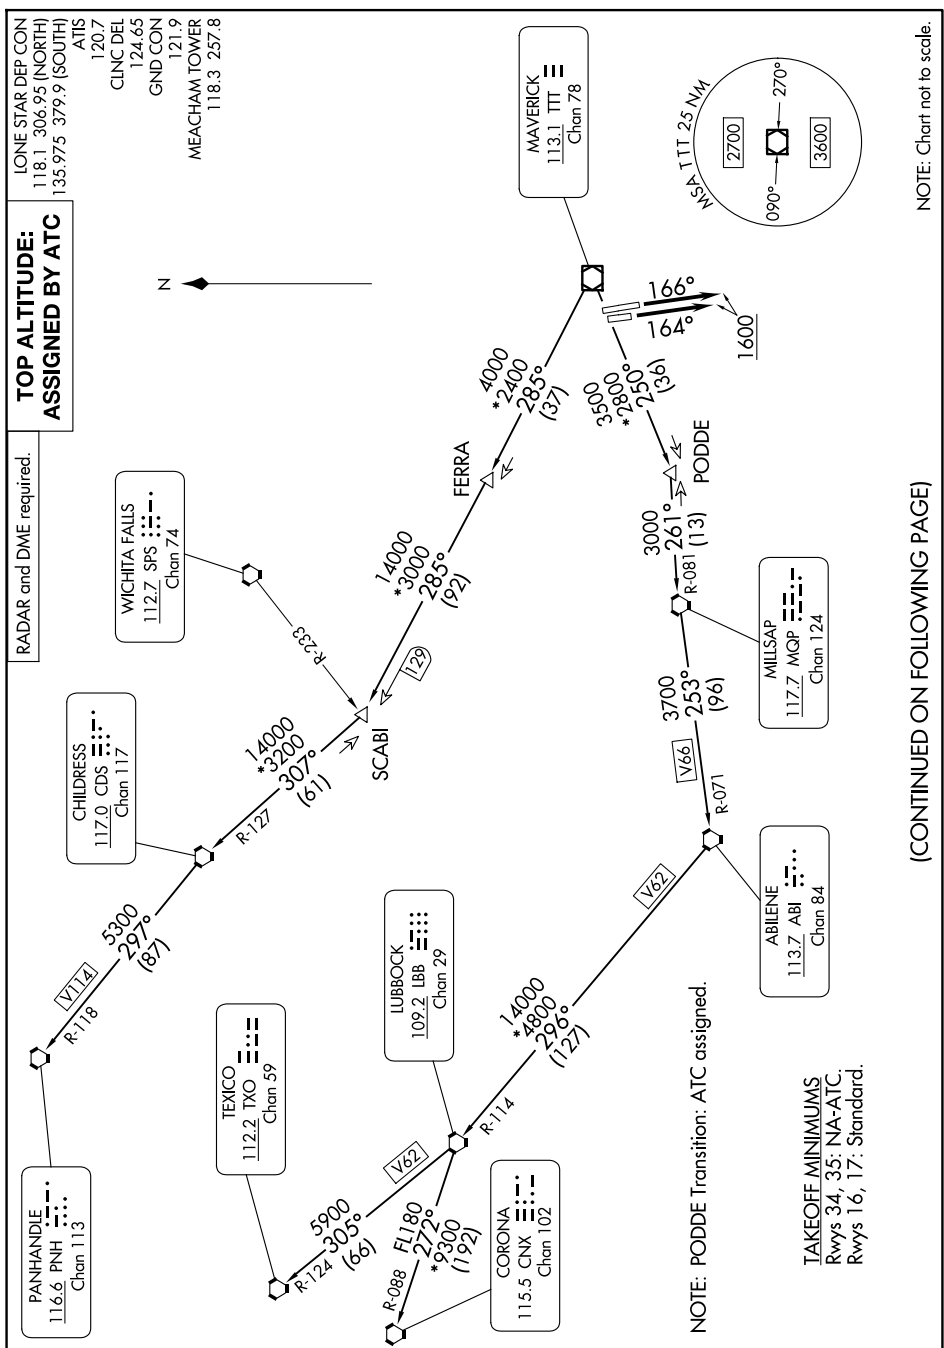 LONE STAR DEP CON
118.1 306.95 (NORTH)
135.975 379.9 (SOUTH)
ATIS
120.7
CLNC DEL
124.65
GND CON
121.9
MEACHAM TOWER
118.3 257.8
TOP ALTITUDE:
ASSIGNED BY ATC
RADAR and DME required.
N
MAVERICK
113.1 TTT
Chan 78
MSA TTT 25 NM
2700
090°
270°
3600
NOTE: Chart not to scale.
166°
164°
1600
4000
*2400
285°
(37)
FERRA
3500
*2800
250°
(36)
PODDE
WICHITA FALLS
112.7 SPS
Chan 74
R-233
14000
*3000
285°
(92)
129
SCABI
3000
261°
(13)
R-081
MILLSAP
117.7 MQP
Chan 124
CHILDRESS
117.0 CDS
Chan 117
14000
*3200
307°
(61)
R-127
3700
253°
(96)
V66
R-071
ABILENE
113.7 ABI
Chan 84
5300
297°
(87)
V114
R-118
PANHANDLE
116.6 PNH
Chan 113
LUBBOCK
109.2 LBB
Chan 29
V62
14000
*4800
296°
(127)
R-114
TEXICO
112.2 TXO
Chan 59
V62
5900
305°
(66)
R-124
FL180
272°
*9300
(192)
R-088
CORONA
115.5 CNX
Chan 102
NOTE: PODDE Transition: ATC assigned.
TAKEOFF MINIMUMS
Rwys 34, 35: NA-ATC.
Rwys 16, 17: Standard.
(CONTINUED ON FOLLOWING PAGE)